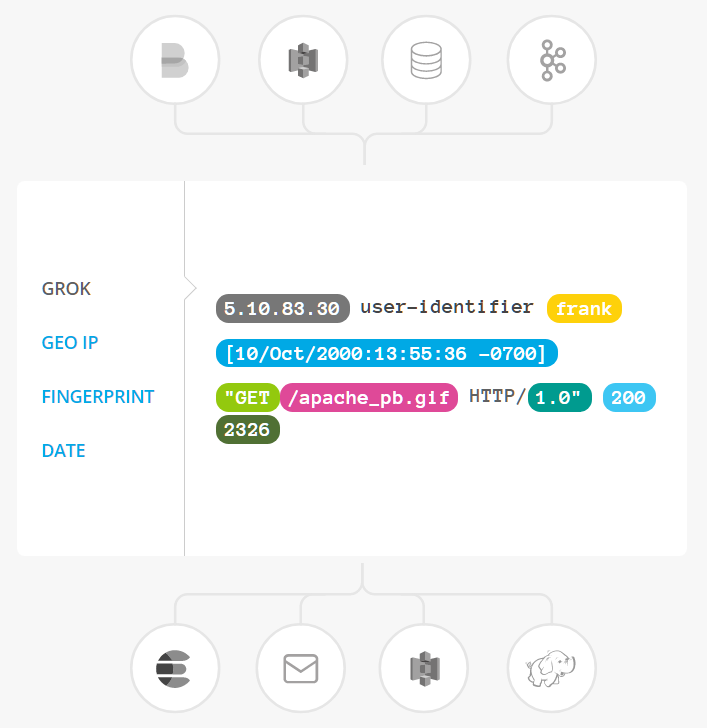 GROK
GEO IP
FINGERPRINT
DATE
5.10.83.30 user-identifier frank
[10/Oct/2000:13:55:36 -0700]
"GET /apache_pb.gif HTTP/1.0" 200
2326